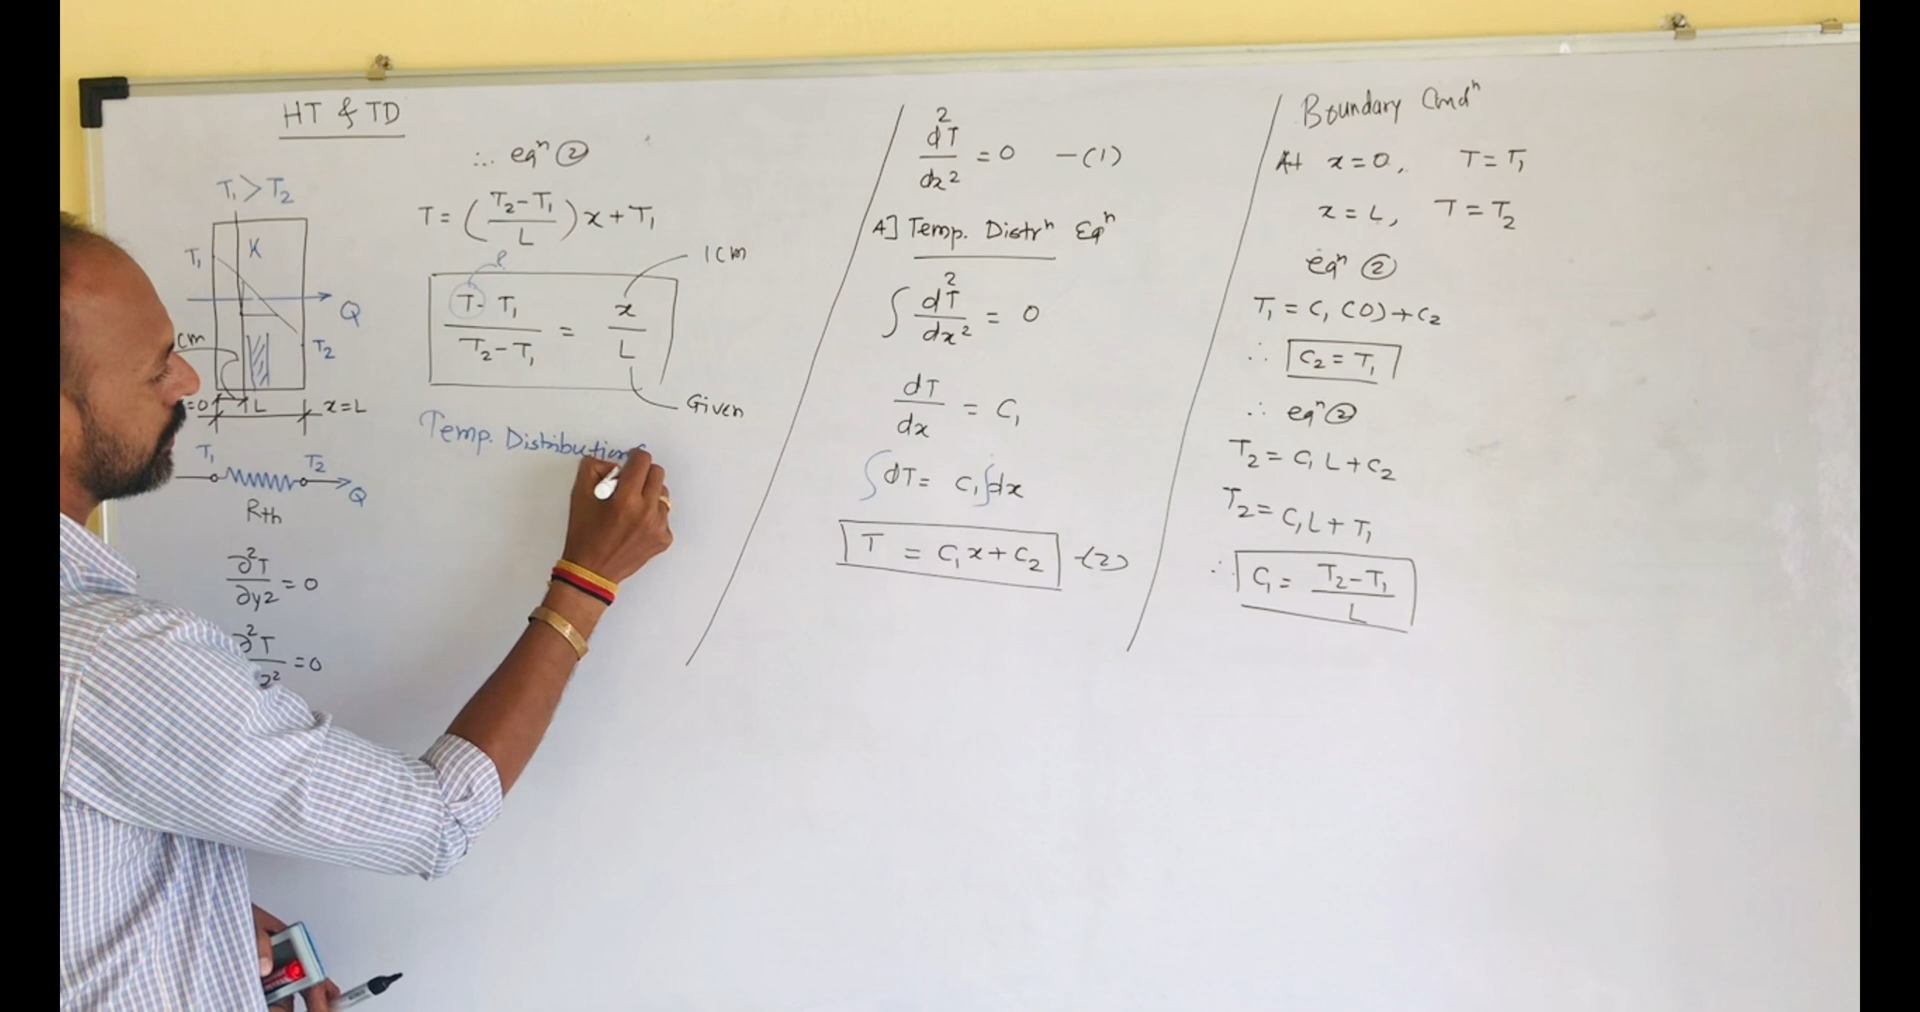 HT & TD
T₁ > T₂
T₁
K
Q
cm
T₂
=0
L
x=L
T₁
T₂
Q
Rth
∂²T/∂y2 = 0
∂²T/z² = 0
∴ eqⁿ ②
T = ((T₂-T₁)/L) x + T₁
?
1cm
(T- T₁)/(T₂-T₁) = x/L
Given
Temp. Distribution
d²T/dx² = 0 -(1)
A] Temp. Distrⁿ Eqⁿ
∫ d²T/dx² = 0
dT/dx = C₁
∫dT = C₁∫dx
T = C₁x+C₂ -(2)
Boundary Condⁿ
At x=0, T=T₁
x=L, T=T₂
eqⁿ ②
T₁ = C₁(0)+C₂
∴ C₂ = T₁
∴ eqⁿ ②
T₂ = C₁L+C₂
T₂ = C₁L+T₁
∴ C₁ = (T₂-T₁)/L